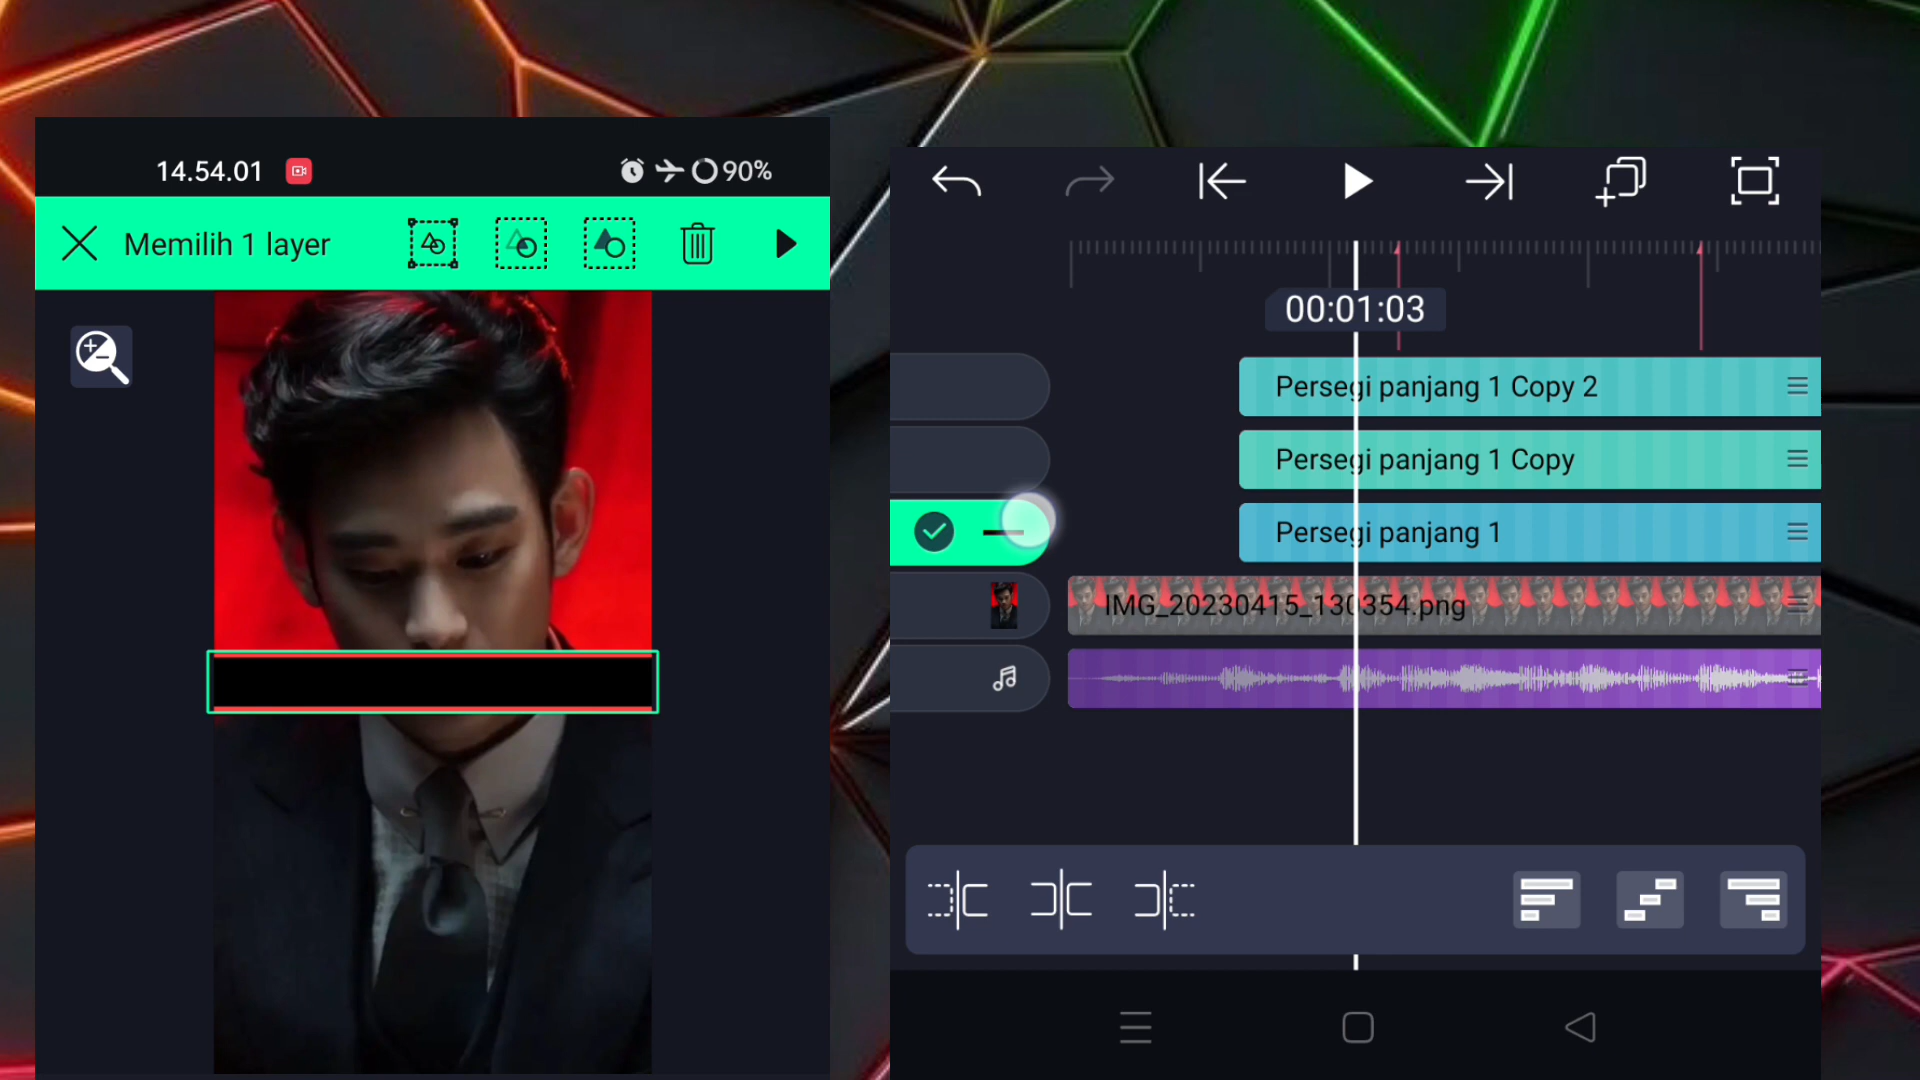 14.54.01
90%
Memilih 1 layer
00:01:03
Persegi panjang 1 Copy 2
Persegi panjang 1 Copy
Persegi panjang 1
IMG_20230415_130354.png